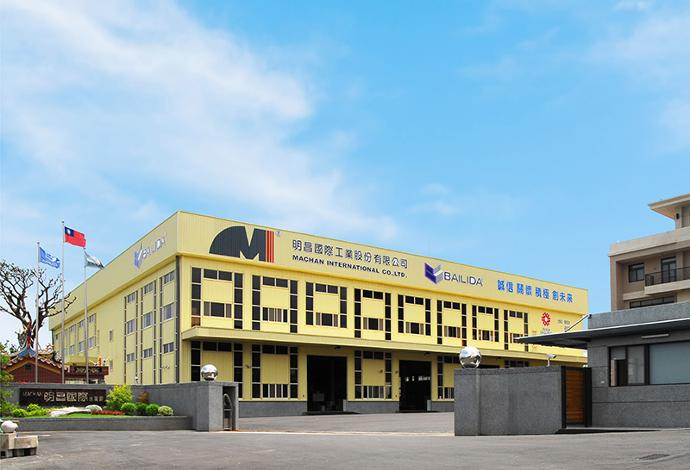 BAILIDA
明昌國際工業股份有限公司
MACHAN INTERNATIONAL CO.,LTD.
BAILIDA
誠信 關懷 積極 創未來
MACHAN 明昌國際